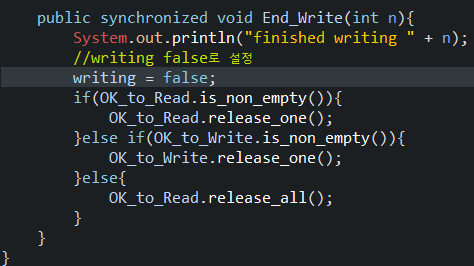 public synchronized void End_Write(int n){
System.out.println("finished writing " + n);
//writing false로 설정
writing = false;
if(OK_to_Read.is_non_empty()){
OK_to_Read.release_one();
}else if(OK_to_Write.is_non_empty()){
OK_to_Write.release_one();
}else{
OK_to_Read.release_all();
}
}
}